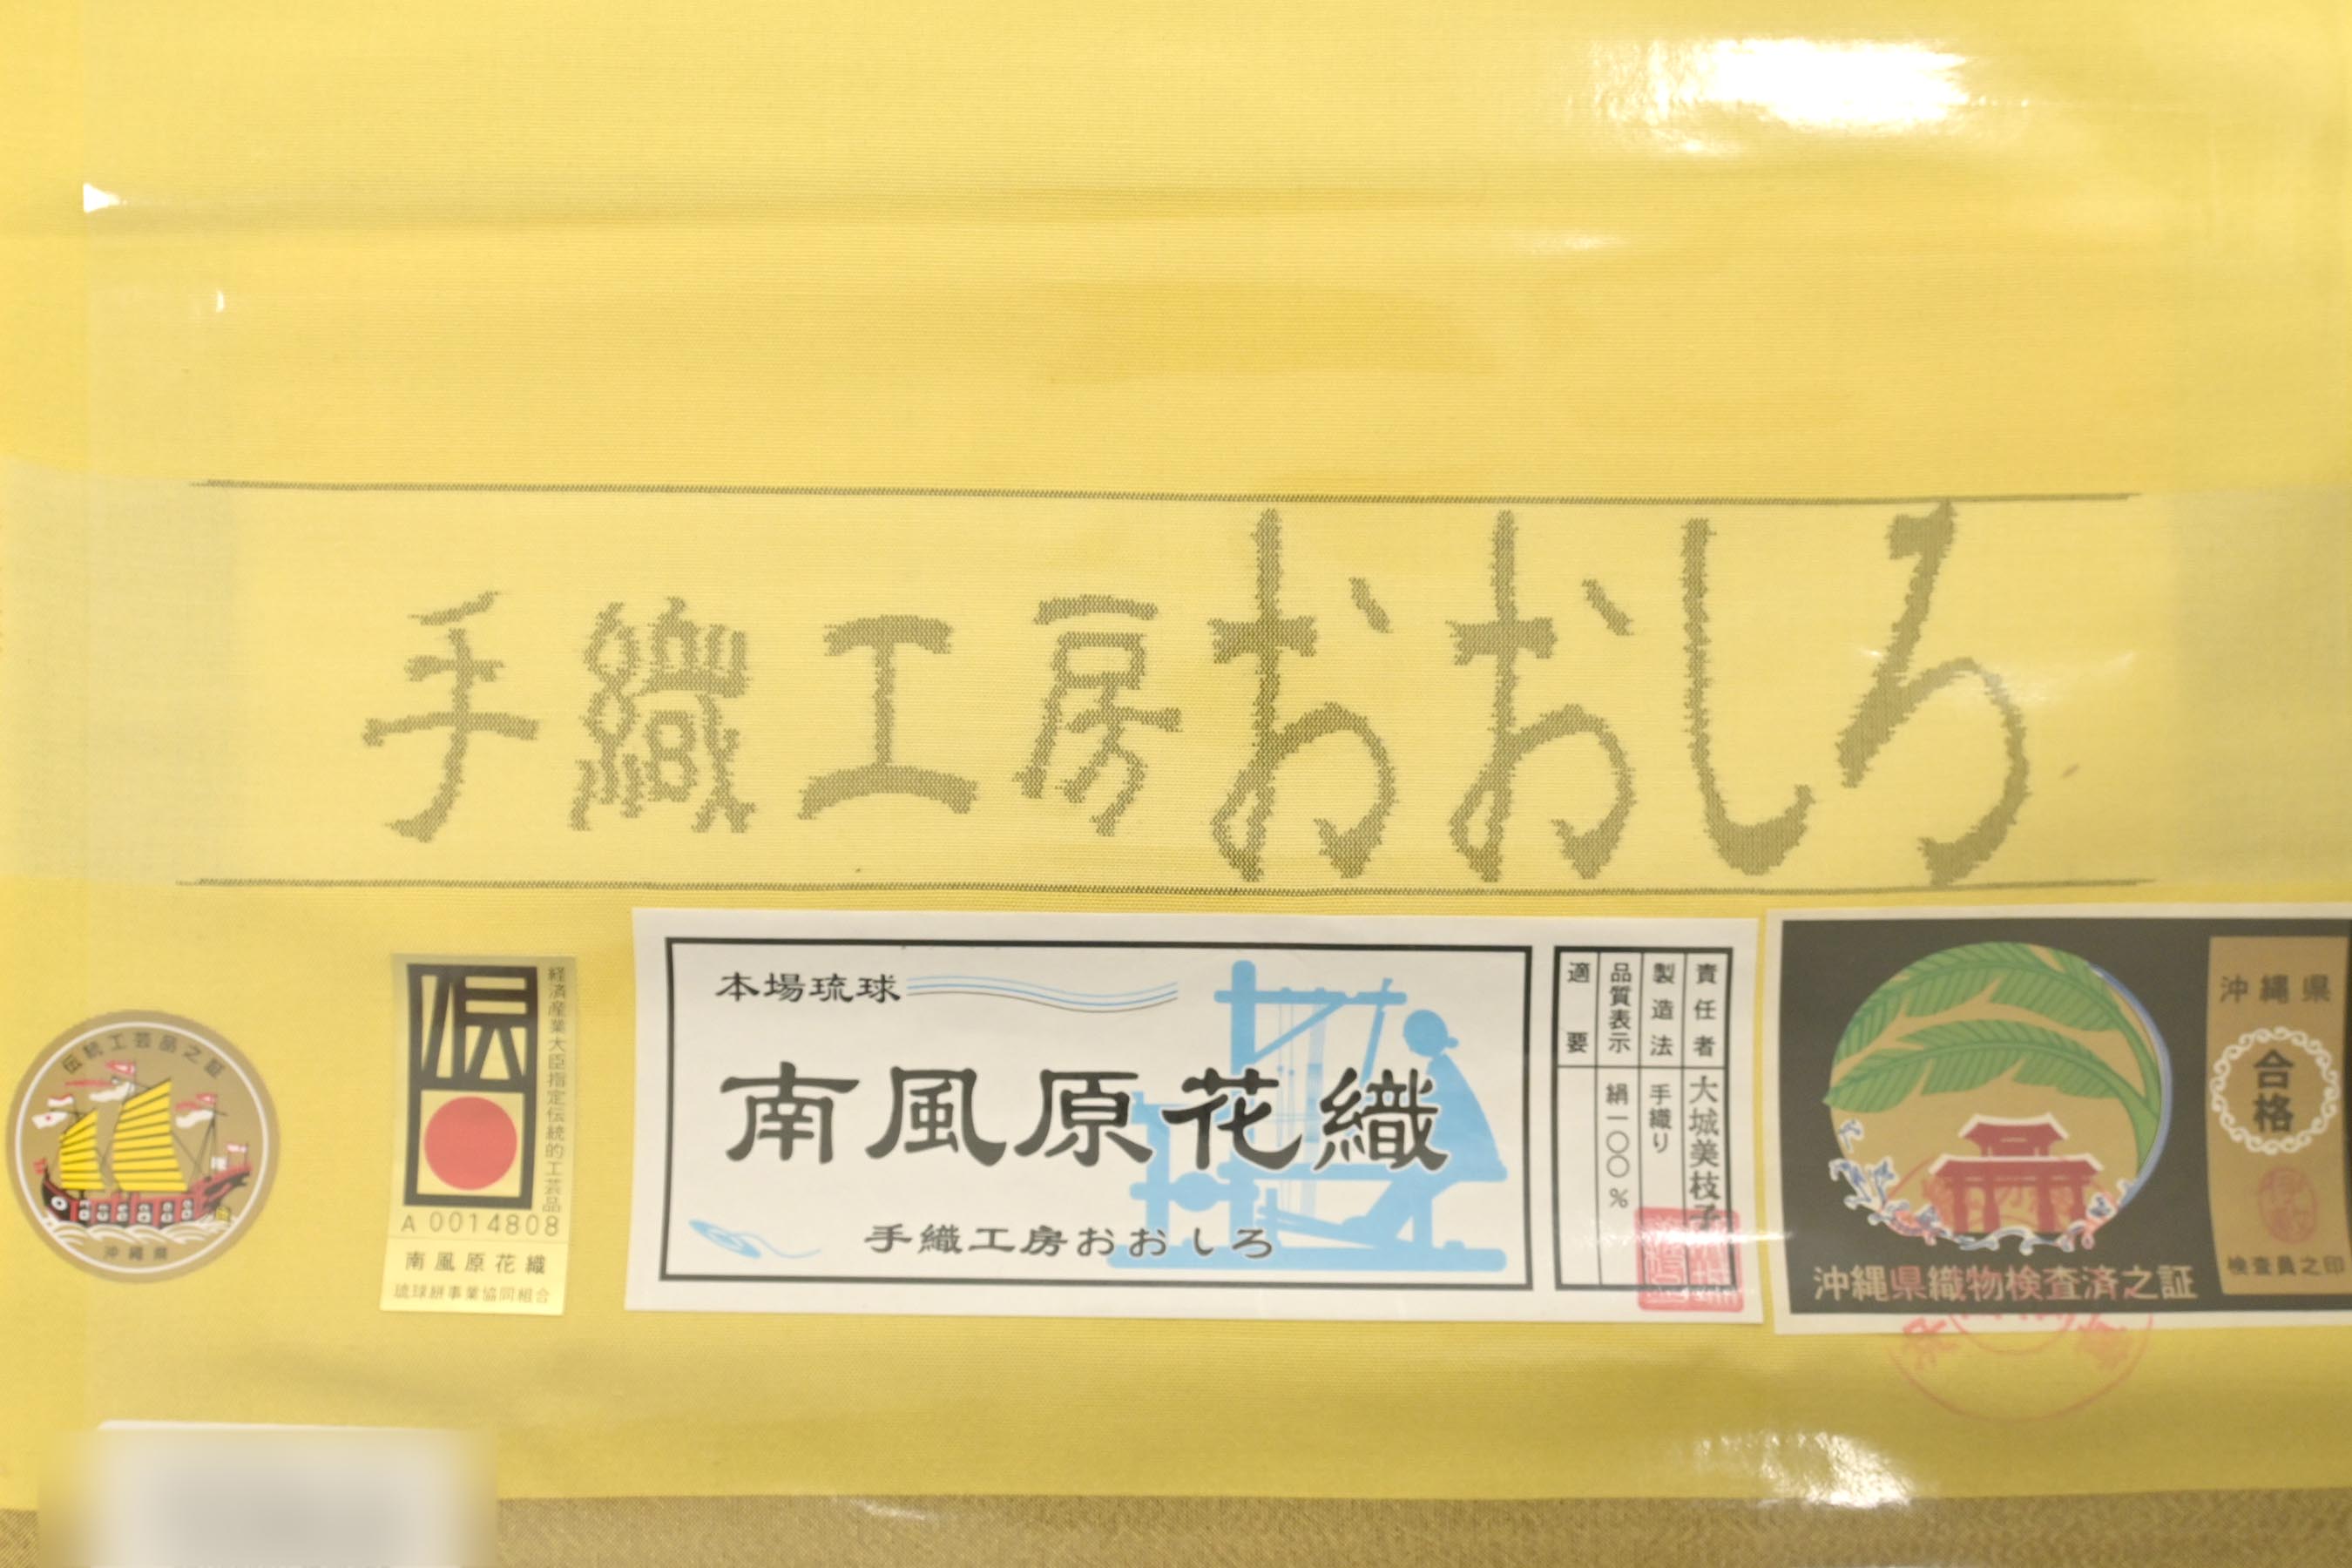 手織工房おおしろ
伝統工芸品之証
沖縄県
伝
経済産業大臣指定伝統的工芸品
A 0014808
南風原花織
琉球絣事業協同組合
本場琉球
南風原花織
手織工房おおしろ
責任者 大城美枝子
製造法 手織り
品質表示 絹一〇〇%
適要
沖縄県織物検査済之証
沖縄県
合格
検査員之印